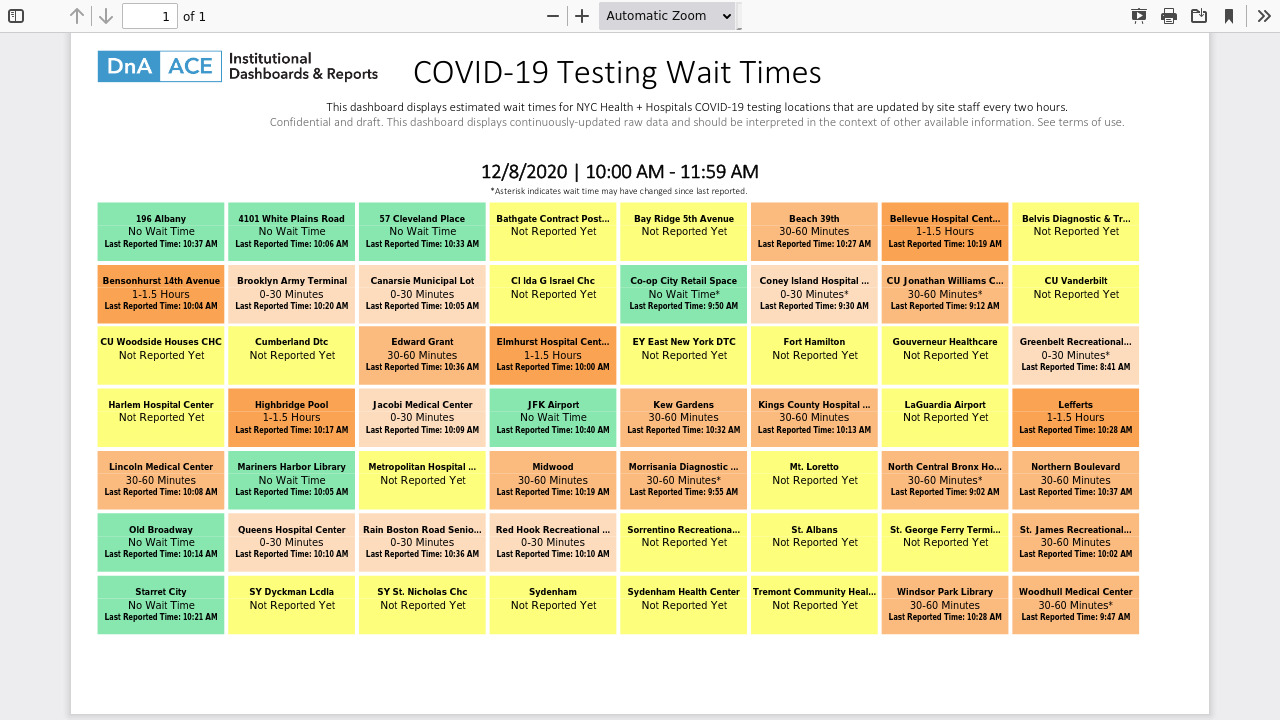 1 of 1 Automatic Zoom
DnA ACE Institutional
Dashboards & Reports
COVID-19 Testing Wait Times
This dashboard displays estimated wait times for NYC Health + Hospitals COVID-19 testing locations that are updated by site staff every two hours.
Confidential and draft. This dashboard displays continuously-updated raw data and should be interpreted in the context of other available information. See terms of use.
12/8/2020 | 10:00 AM - 11:59 AM
*Asterisk indicates wait time may have changed since last reported.
196 Albany 4101 White Plains Road 57 Cleveland Place Bathgate Contract Post... Bay Ridge 5th Avenue Beach 39th Bellevue Hospital Cent... Belvis Diagnostic & Tr...
No Wait Time No Wait Time No Wait Time Not Reported Yet Not Reported Yet 30-60 Minutes 1-1.5 Hours Not Reported Yet
Last Reported Time: 10:37 AM Last Reported Time: 10:06 AM Last Reported Time: 10:33 AM Last Reported Time: 10:27 AM Last Reported Time: 10:19 AM
Bensonhurst 14th Avenue Brooklyn Army Terminal Canarsie Municipal Lot CI Ida G Israel Chc Co-op City Retail Space Coney Island Hospital ... CU Jonathan Williams C... CU Vanderbilt
1-1.5 Hours 0-30 Minutes 0-30 Minutes Not Reported Yet No Wait Time* 0-30 Minutes* 30-60 Minutes* Not Reported Yet
Last Reported Time: 10:04 AM Last Reported Time: 10:20 AM Last Reported Time: 10:05 AM Last Reported Time: 9:50 AM Last Reported Time: 9:30 AM Last Reported Time: 9:12 AM
CU Woodside Houses CHC Cumberland Dtc Edward Grant Elmhurst Hospital Cent... EY East New York DTC Fort Hamilton Gouverneur Healthcare Greenbelt Recreational...
Not Reported Yet Not Reported Yet 30-60 Minutes 1-1.5 Hours Not Reported Yet Not Reported Yet Not Reported Yet 0-30 Minutes*
Last Reported Time: 10:36 AM Last Reported Time: 10:00 AM Last Reported Time: 8:41 AM
Harlem Hospital Center Highbridge Pool Jacobi Medical Center JFK Airport Kew Gardens Kings County Hospital ... LaGuardia Airport Lefferts
Not Reported Yet 1-1.5 Hours 0-30 Minutes No Wait Time 30-60 Minutes 30-60 Minutes Not Reported Yet 1-1.5 Hours
Last Reported Time: 10:17 AM Last Reported Time: 10:09 AM Last Reported Time: 10:40 AM Last Reported Time: 10:32 AM Last Reported Time: 10:13 AM Last Reported Time: 10:28 AM
Lincoln Medical Center Mariners Harbor Library Metropolitan Hospital ... Midwood Morrisania Diagnostic ... Mt. Loretto North Central Bronx Ho... Northern Boulevard
30-60 Minutes No Wait Time Not Reported Yet 30-60 Minutes 30-60 Minutes* Not Reported Yet 30-60 Minutes* 30-60 Minutes
Last Reported Time: 10:08 AM Last Reported Time: 10:05 AM Last Reported Time: 10:19 AM Last Reported Time: 9:55 AM Last Reported Time: 9:02 AM Last Reported Time: 10:37 AM
Old Broadway Queens Hospital Center Rain Boston Road Senio... Red Hook Recreational ... Sorrentino Recreationa... St. Albans St. George Ferry Termi... St. James Recreational...
No Wait Time 0-30 Minutes 0-30 Minutes 0-30 Minutes Not Reported Yet Not Reported Yet Not Reported Yet 30-60 Minutes
Last Reported Time: 10:14 AM Last Reported Time: 10:10 AM Last Reported Time: 10:36 AM Last Reported Time: 10:10 AM Last Reported Time: 10:02 AM
Starret City SY Dyckman Lcdla SY St. Nicholas Chc Sydenham Sydenham Health Center Tremont Community Heal... Windsor Park Library Woodhull Medical Center
No Wait Time Not Reported Yet Not Reported Yet Not Reported Yet Not Reported Yet Not Reported Yet 30-60 Minutes 30-60 Minutes*
Last Reported Time: 10:21 AM Last Reported Time: 10:28 AM Last Reported Time: 9:47 AM